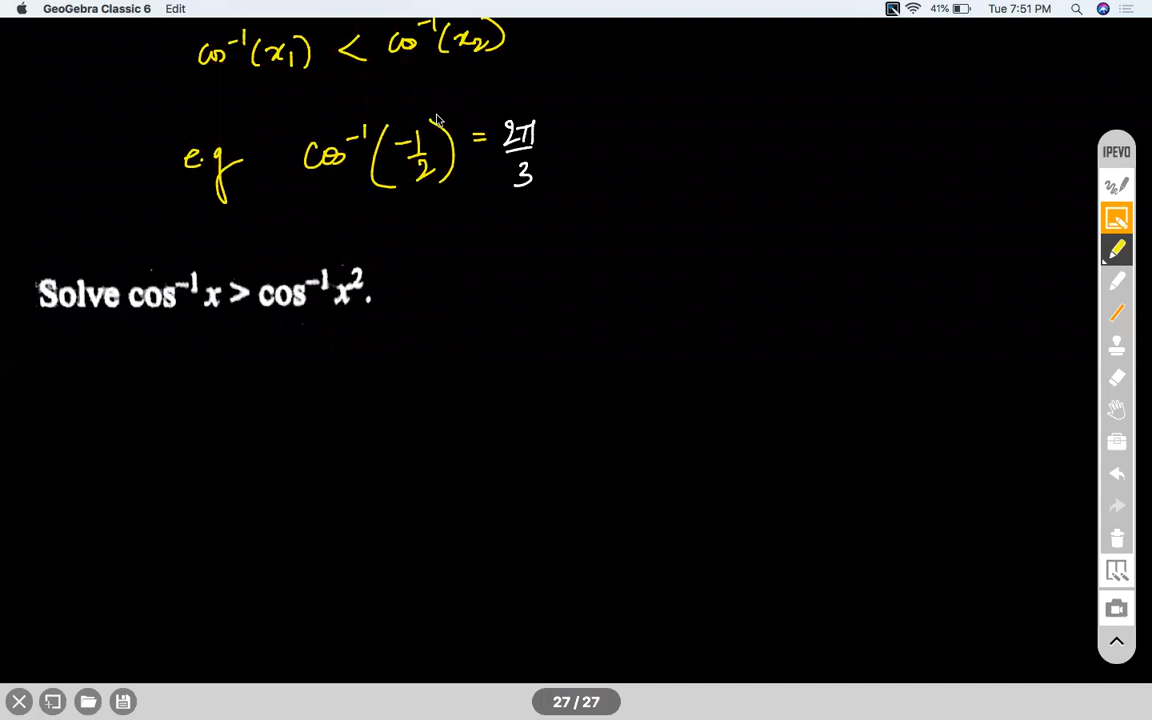 GeoGebra Classic 6 Edit 41% Tue 7:51 PM
cos⁻¹(x₁) < cos⁻¹(x₂)
e.g cos⁻¹(-1/2) = 2π/3
IPEVO
Solve cos⁻¹ x > cos⁻¹ x².
27 / 27